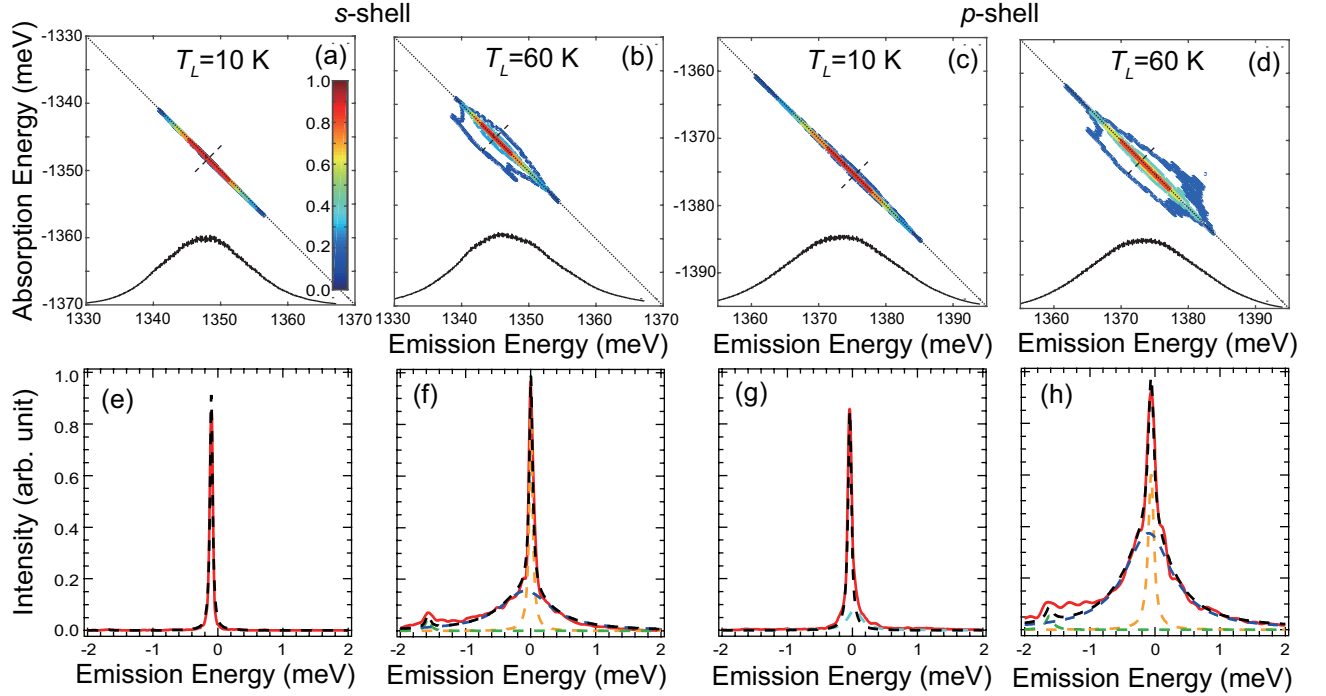 s-shell p-shell
T_L=10 K (a) T_L=60 K (b) T_L=10 K (c) T_L=60 K (d)
Absorption Energy (meV)
-1330
-1340
-1350
-1360
-1370
1.0
0.8
0.6
0.4
0.2
0.0
-1360
-1370
-1380
-1390
1330 1340 1350 1360 1370 1330 1340 1350 1360 1370 1360 1370 1380 1390 1360 1370 1380 1390
Emission Energy (meV) Emission Energy (meV) Emission Energy (meV)
(e) (f) (g) (h)
Intensity (arb. unit)
1.0
0.8
0.6
0.4
0.2
0.0
-2 -1 0 1 2 -2 -1 0 1 2 -2 -1 0 1 2 -2 -1 0 1 2
Emission Energy (meV) Emission Energy (meV) Emission Energy (meV) Emission Energy (meV)